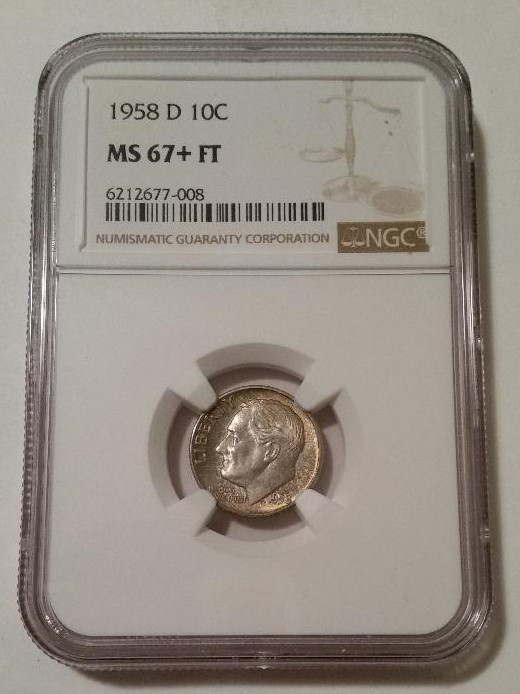 1958 D 10C
MS 67+ FT
6212677-008
NUMISMATIC GUARANTY CORPORATION
NGC®
LIBERTY